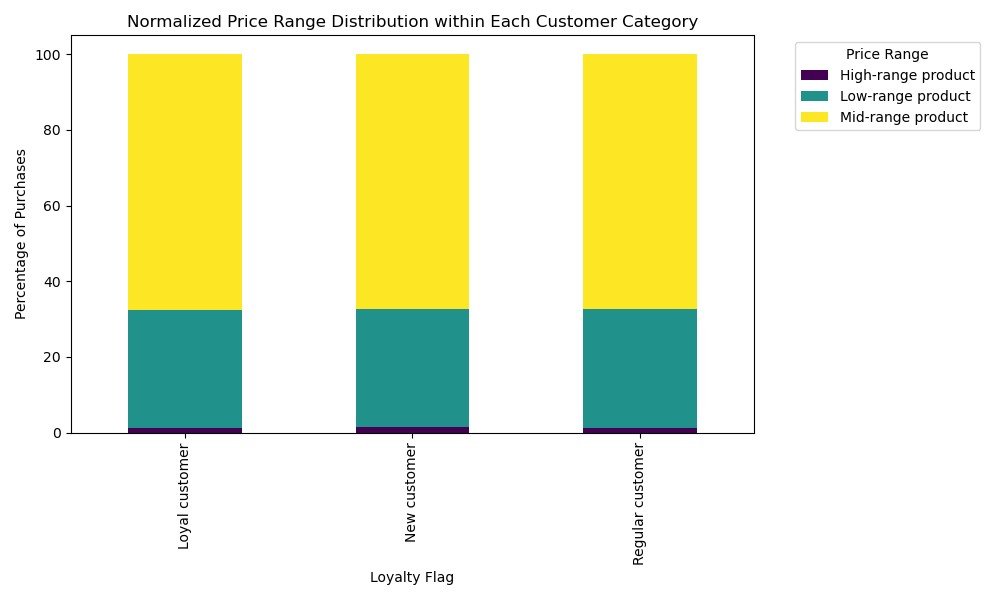 Normalized Price Range Distribution within Each Customer Category
Price Range
High-range product
Low-range product
Mid-range product
Percentage of Purchases
100
80
60
40
20
0
Loyal customer
New customer
Regular customer
Loyalty Flag